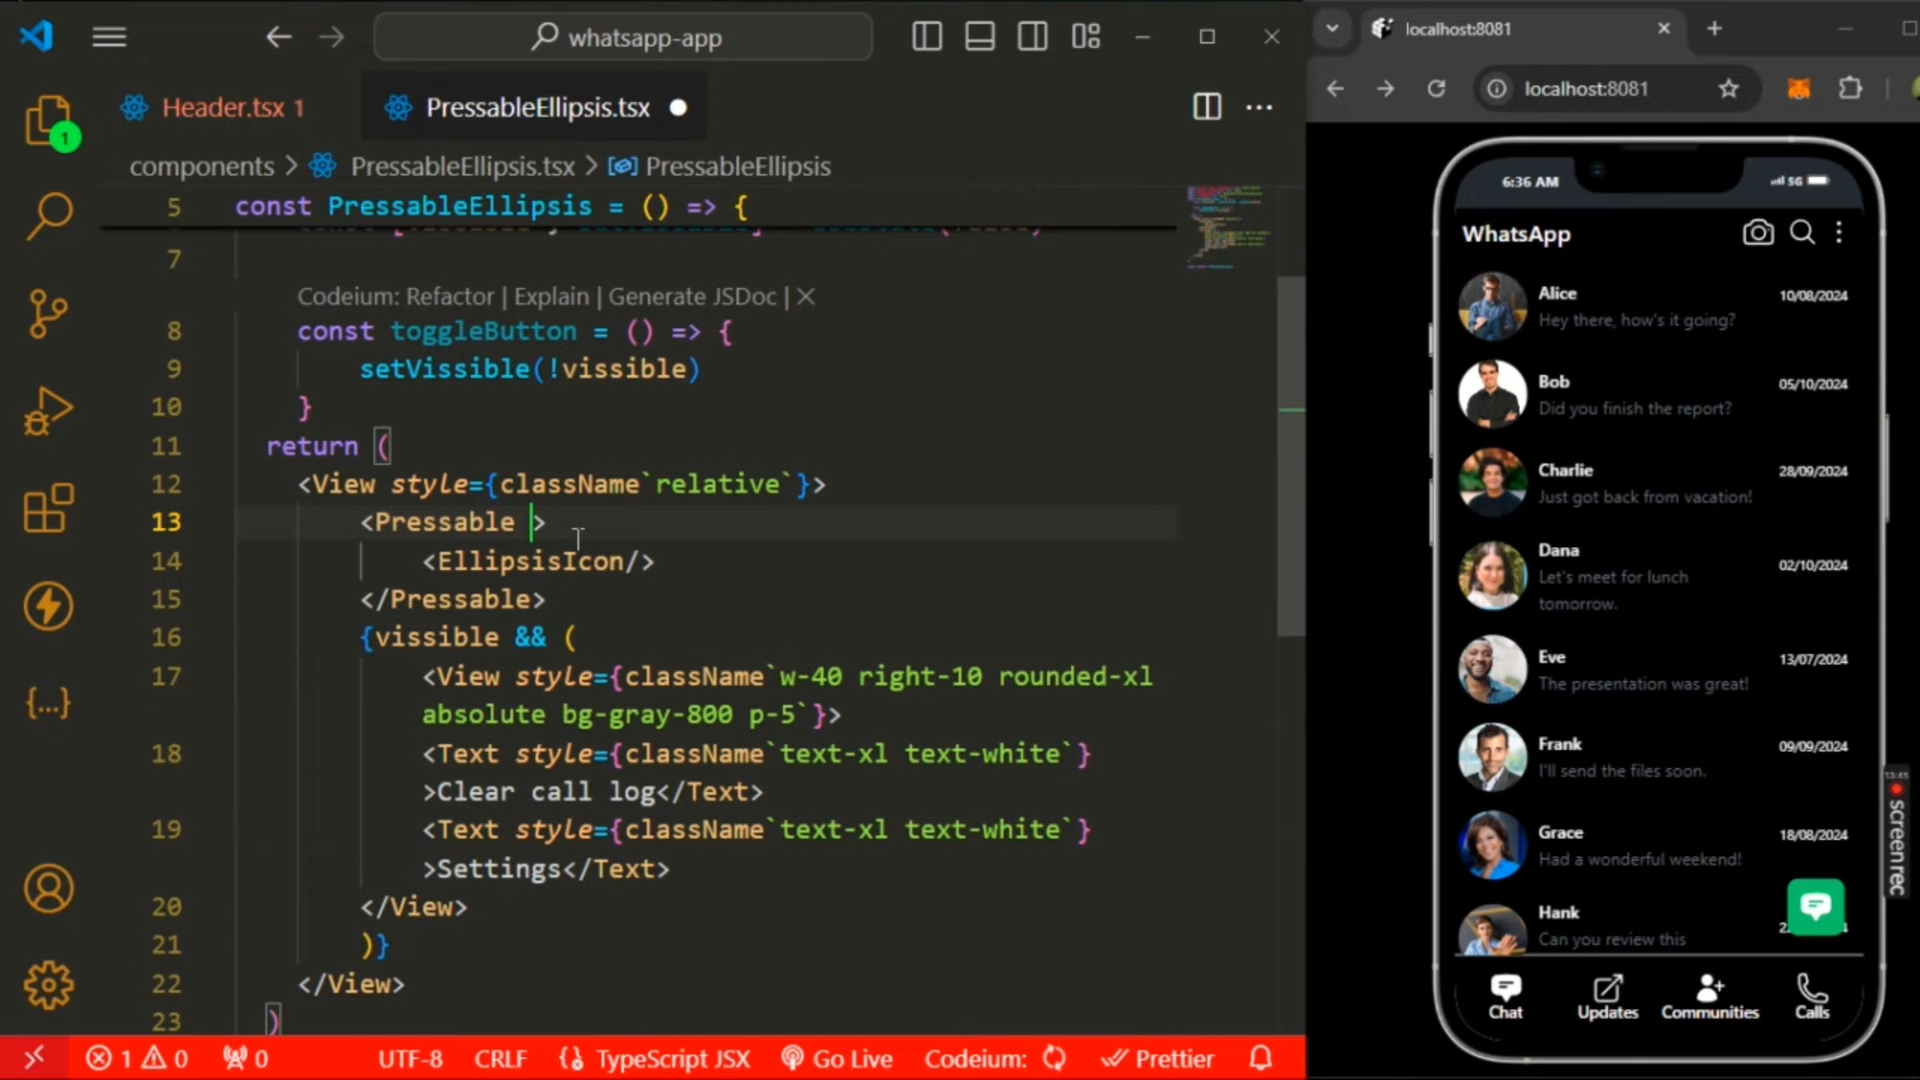 whatsapp-app
Header.tsx 1
PressableEllipsis.tsx
components > PressableEllipsis.tsx > PressableEllipsis
5 const PressableEllipsis = () => {
7
Codeium: Refactor | Explain | Generate JSDoc | ×
8 const toggleButton = () => {
9 setVissible(!vissible)
10 }
11 return (
12 <View style={className`relative`}>
13 <Pressable >
14 <EllipsisIcon/>
15 </Pressable>
16 {vissible && (
17 <View style={className`w-40 right-10 rounded-xl
absolute bg-gray-800 p-5`}>
18 <Text style={className`text-xl text-white`}
>Clear call log</Text>
19 <Text style={className`text-xl text-white`}
>Settings</Text>
20 </View>
21 )}
22 </View>
23 )
1
1 0 0 UTF-8 CRLF {} TypeScript JSX Go Live Codeium: Prettier
localhost:8081
localhost:8081
6:36 AM 5G
WhatsApp
Alice 10/08/2024
Hey there, how's it going?
Bob 05/10/2024
Did you finish the report?
Charlie 28/09/2024
Just got back from vacation!
Dana 02/10/2024
Let's meet for lunch
tomorrow.
Eve 13/07/2024
The presentation was great!
Frank 09/09/2024
I'll send the files soon.
Grace 18/08/2024
Had a wonderful weekend!
Hank
Can you review this
Chat Updates Communities Calls
13:45
screenrec